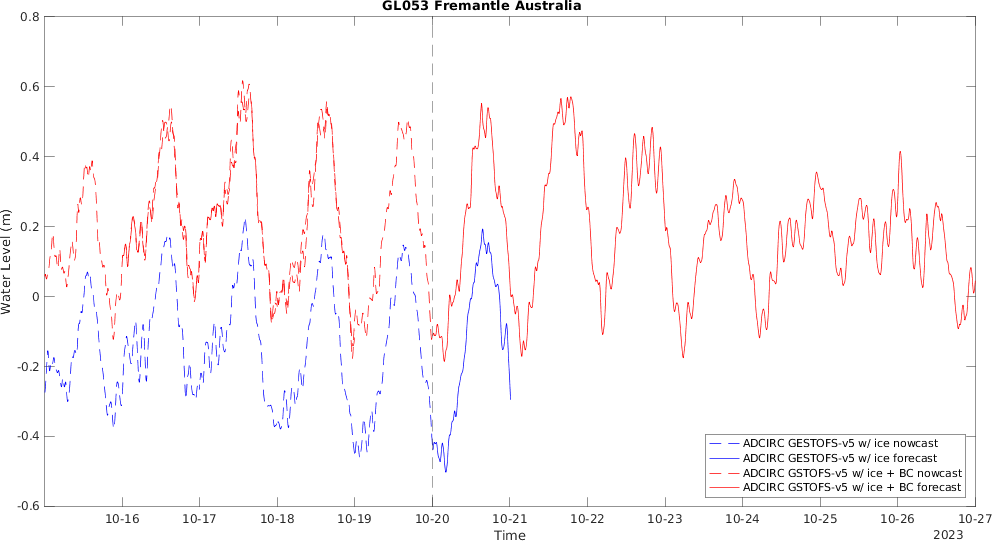 GL053 Fremantle Australia
0.8
0.6
0.4
0.2
0
-0.2
-0.4
-0.6
Water Level (m)
10-16 10-17 10-18 10-19 10-20 10-21 10-22 10-23 10-24 10-25 10-26 10-27
Time
2023
ADCIRC GESTOFS-v5 w/ ice nowcast
ADCIRC GESTOFS-v5 w/ ice forecast
ADCIRC GSTOFS-v5 w/ ice + BC nowcast
ADCIRC GSTOFS-v5 w/ ice + BC forecast